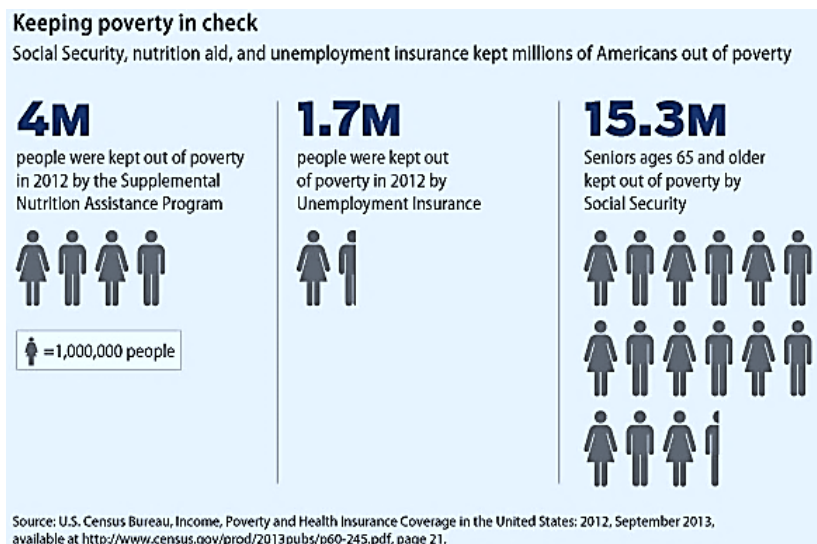 Keeping poverty in check
Social Security, nutrition aid, and unemployment insurance kept millions of Americans out of poverty
4M
people were kept out of poverty
in 2012 by the Supplemental
Nutrition Assistance Program
=1,000,000 people
1.7M
people were kept out
of poverty in 2012 by
Unemployment Insurance
15.3M
Seniors ages 65 and older
kept out of poverty by
Social Security
Source: U.S. Census Bureau, Income, Poverty and Health Insurance Coverage in the United States: 2012, September 2013,
available at http://www.census.gov/prod/2013pubs/p60-245.pdf, page 21.